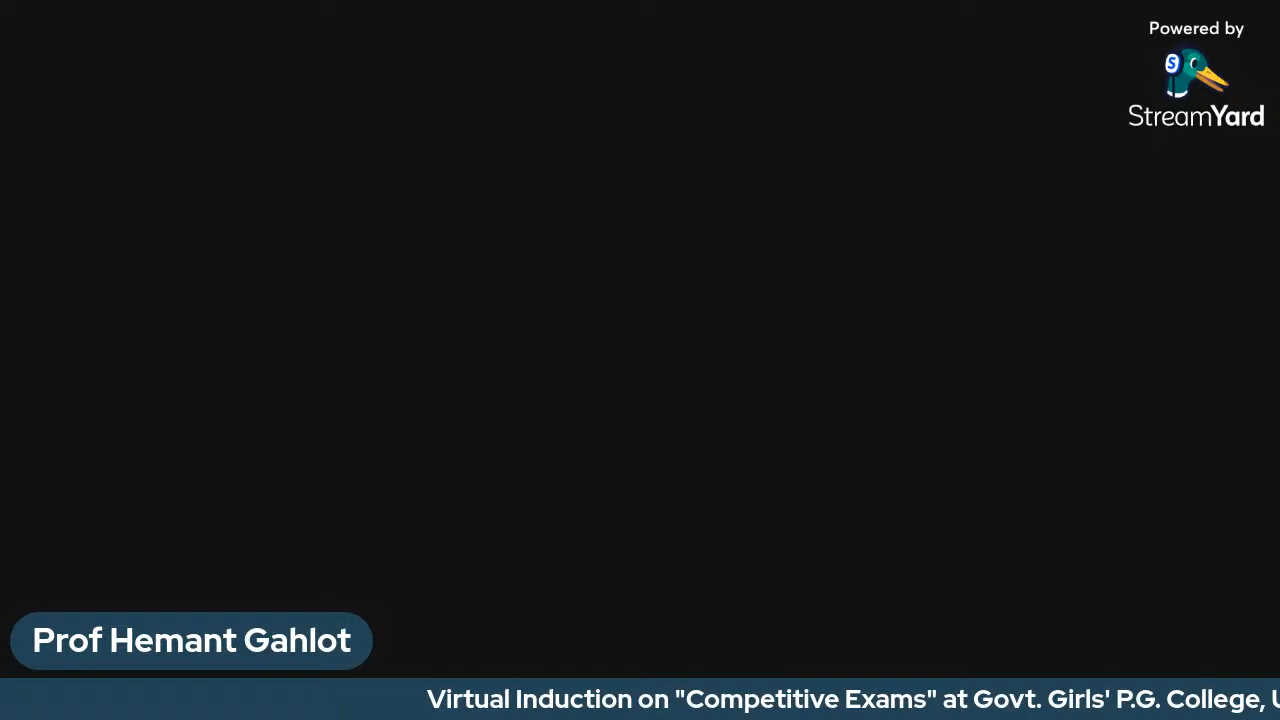 Powered by
S
StreamYard
Prof Hemant Gahlot
Virtual Induction on "Competitive Exams" at Govt. Girls' P.G. College,